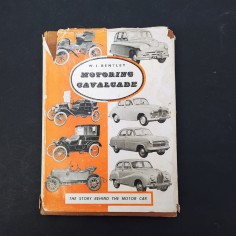 W. J. BENTLEY
MOTORING
CAVALCADE
THE STORY BEHIND THE MOTOR CAR